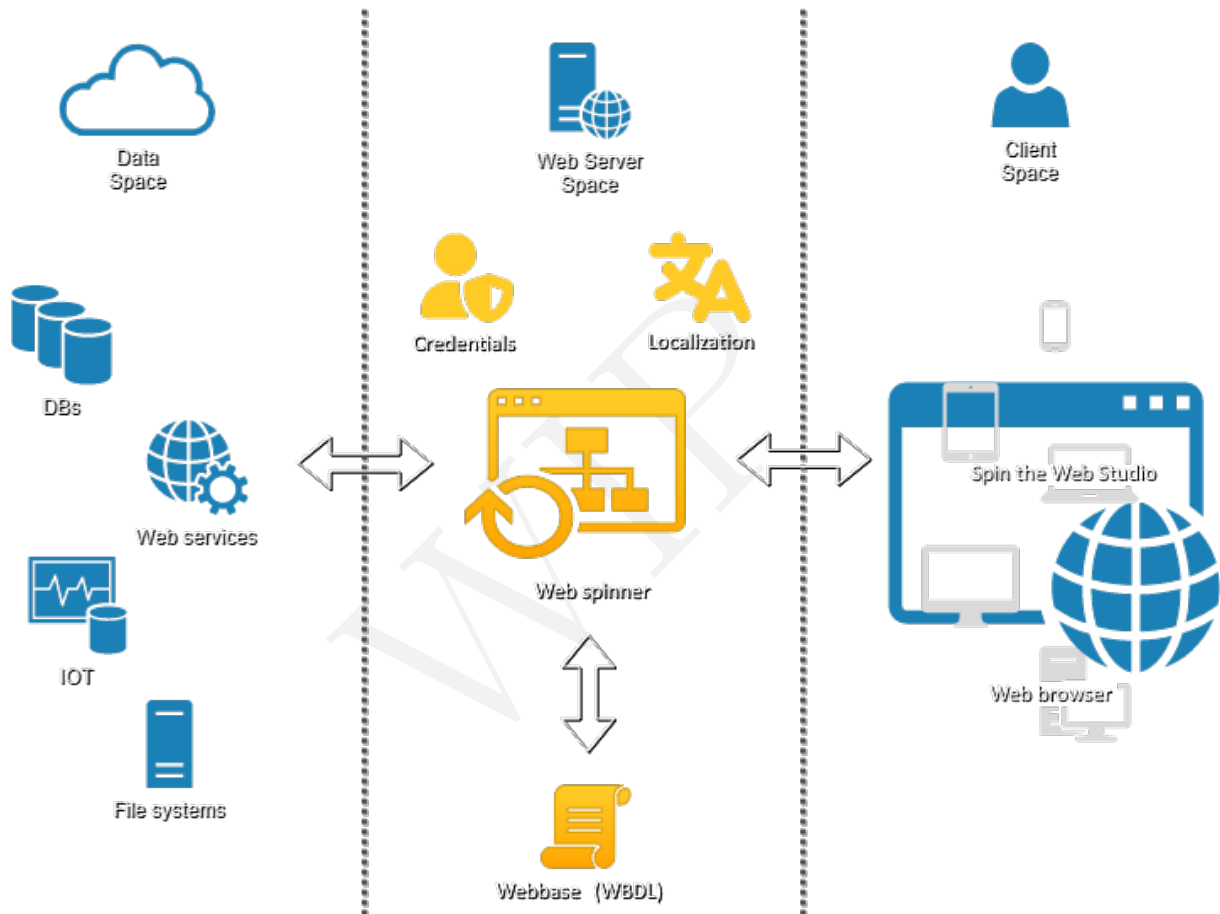 Data
Space
Web Server
Space
Client
Space
Credentials
Localization
DBs
Web services
IOT
File systems
Web spinner
Webbase (WBDL)
Spin the Web Studio
Web browser
WIP